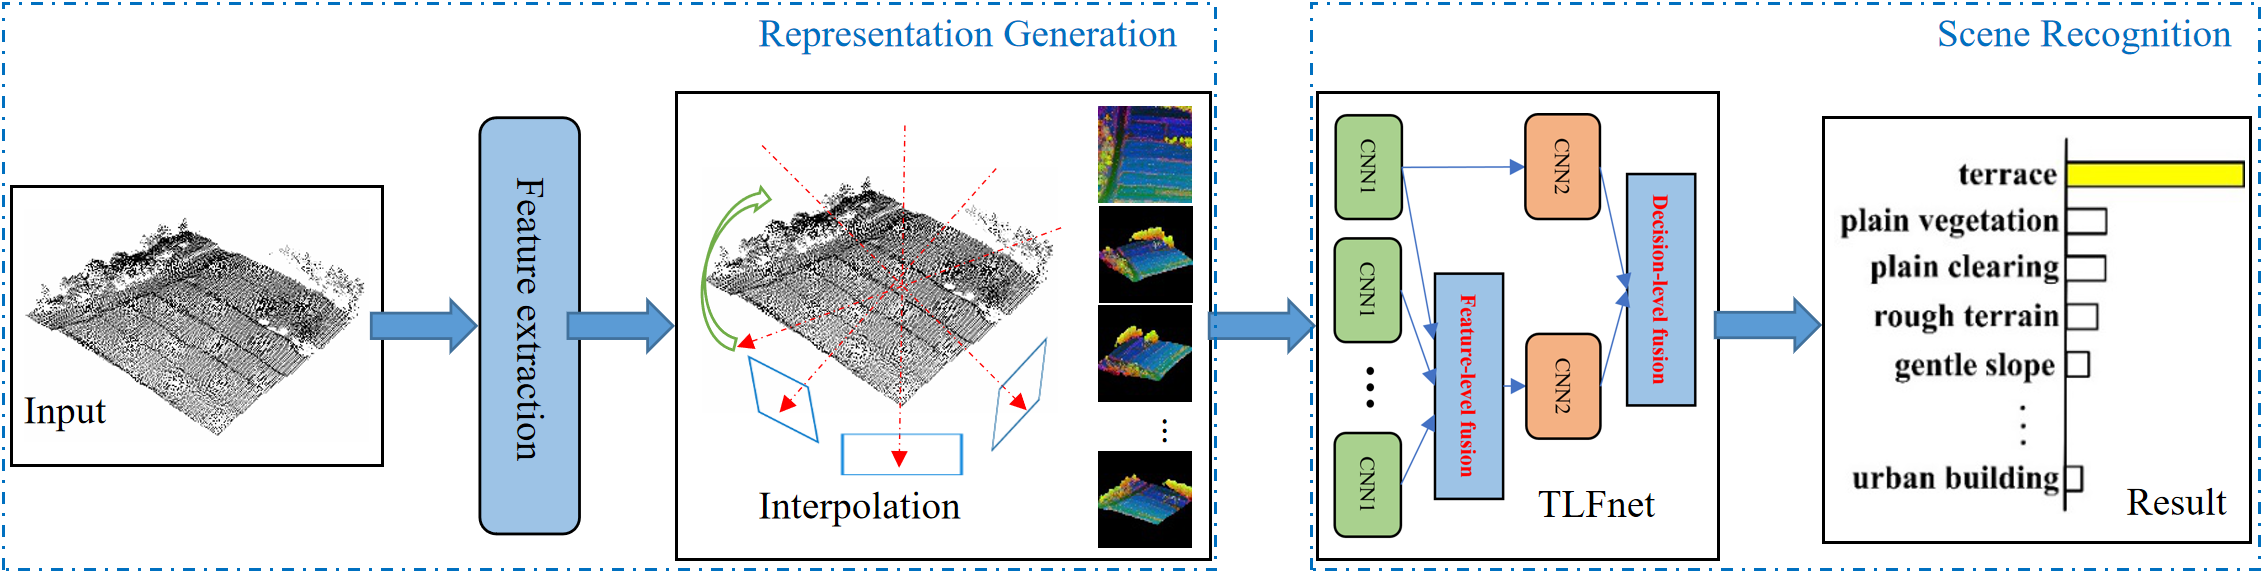 Representation Generation
Input
Feature extraction
Interpolation
...
Scene Recognition
CNN1
CNN1
...
CNN1
Feature-level fusion
CNN2
CNN2
Decision-level fusion
TLFnet
terrace
plain vegetation
plain clearing
rough terrain
gentle slope
...
urban building
Result